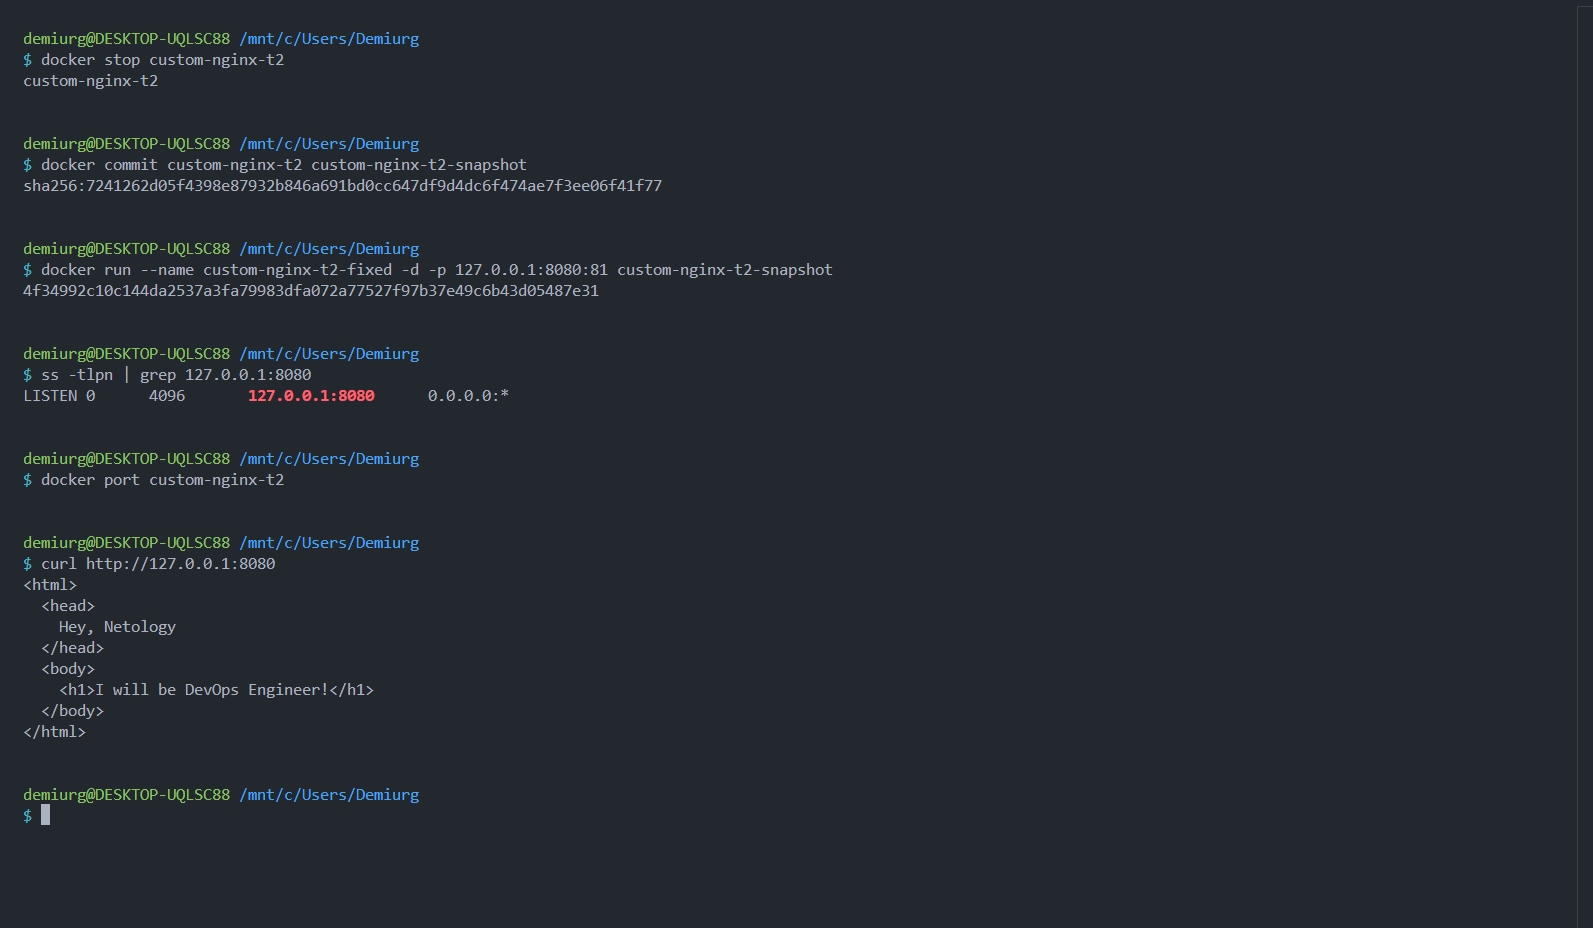 demiurg@DESKTOP-UQLSC88 /mnt/c/Users/Demiurg
$ docker stop custom-nginx-t2
custom-nginx-t2
demiurg@DESKTOP-UQLSC88 /mnt/c/Users/Demiurg
$ docker commit custom-nginx-t2 custom-nginx-t2-snapshot
sha256:7241262d05f4398e87932b846a691bd0cc647df9d4dc6f474ae7f3ee06f41f77
demiurg@DESKTOP-UQLSC88 /mnt/c/Users/Demiurg
$ docker run --name custom-nginx-t2-fixed -d -p 127.0.0.1:8080:81 custom-nginx-t2-snapshot
4f34992c10c144da2537a3fa79983dfa072a77527f97b37e49c6b43d05487e31
demiurg@DESKTOP-UQLSC88 /mnt/c/Users/Demiurg
$ ss -tlpn | grep 127.0.0.1:8080
LISTEN 0      4096       127.0.0.1:8080      0.0.0.0:*
demiurg@DESKTOP-UQLSC88 /mnt/c/Users/Demiurg
$ docker port custom-nginx-t2
demiurg@DESKTOP-UQLSC88 /mnt/c/Users/Demiurg
$ curl http://127.0.0.1:8080
<html>
  <head>
    Hey, Netology
  </head>
  <body>
    <h1>I will be DevOps Engineer!</h1>
  </body>
</html>
demiurg@DESKTOP-UQLSC88 /mnt/c/Users/Demiurg
$